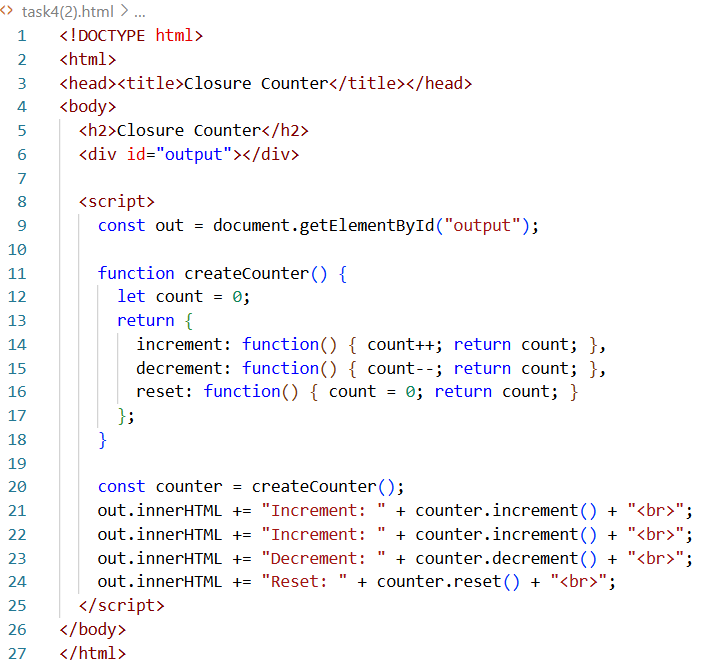 <> task4(2).html > ...
1 <!DOCTYPE html>
2 <html>
3 <head><title>Closure Counter</title></head>
4 <body>
5   <h2>Closure Counter</h2>
6   <div id="output"></div>
7
8   <script>
9     const out = document.getElementById("output");
10
11     function createCounter() {
12       let count = 0;
13       return {
14         increment: function() { count++; return count; },
15         decrement: function() { count--; return count; },
16         reset: function() { count = 0; return count; }
17       };
18     }
19
20     const counter = createCounter();
21     out.innerHTML += "Increment: " + counter.increment() + "<br>";
22     out.innerHTML += "Increment: " + counter.increment() + "<br>";
23     out.innerHTML += "Decrement: " + counter.decrement() + "<br>";
24     out.innerHTML += "Reset: " + counter.reset() + "<br>";
25   </script>
26 </body>
27 </html>